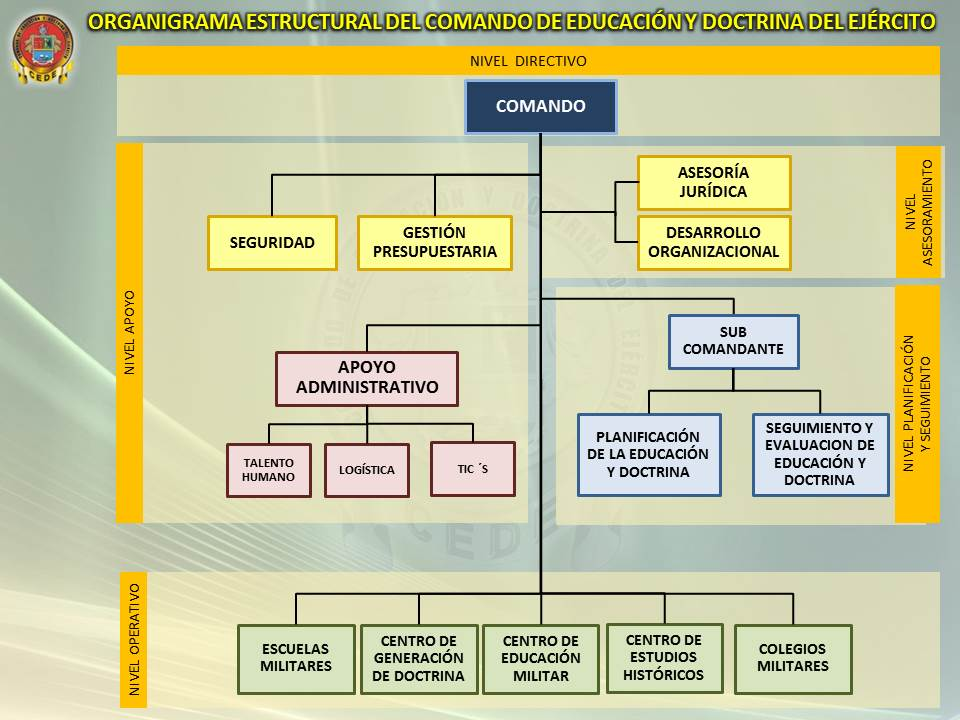 ORGANIGRAMA ESTRUCTURAL DEL COMANDO DE EDUCACIÓN Y DOCTRINA DEL EJÉRCITO
CEDE
NIVEL DIRECTIVO
COMANDO
NIVEL APOYO
SEGURIDAD
GESTIÓN
PRESUPUESTARIA
ASESORÍA
JURÍDICA
DESARROLLO
ORGANIZACIONAL
NIVEL
ASESORAMIENTO
APOYO
ADMINISTRATIVO
TALENTO
HUMANO
LOGÍSTICA
TIC ´S
SUB
COMANDANTE
PLANIFICACIÓN
DE LA EDUCACIÓN
Y DOCTRINA
SEGUIMIENTO Y
EVALUACION DE
EDUCACIÓN Y
DOCTRINA
NIVEL PLANIFICACIÓN
Y SEGUIMIENTO
CEDE
NIVEL OPERATIVO
ESCUELAS
MILITARES
CENTRO DE
GENERACIÓN
DE DOCTRINA
CENTRO DE
EDUCACIÓN
MILITAR
CENTRO DE
ESTUDIOS
HISTÓRICOS
COLEGIOS
MILITARES